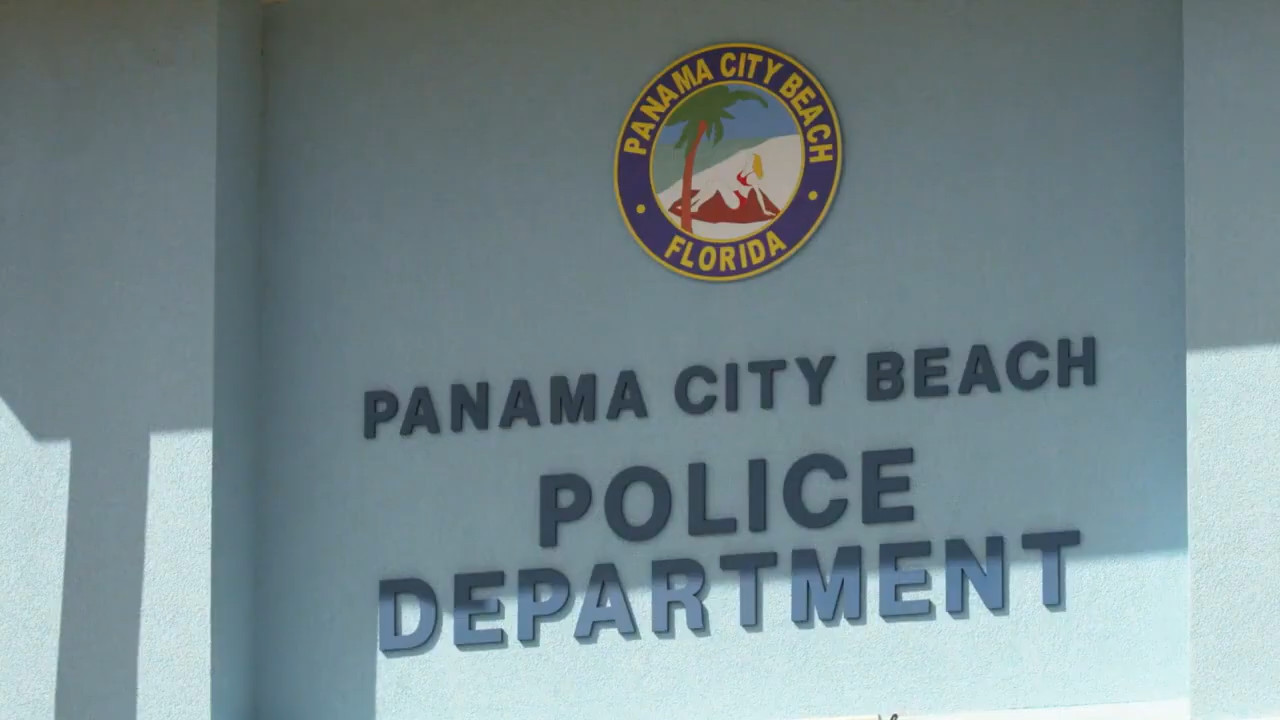 PANAMA CITY BEACH
FLORIDA
PANAMA CITY BEACH
POLICE
DEPARTMENT